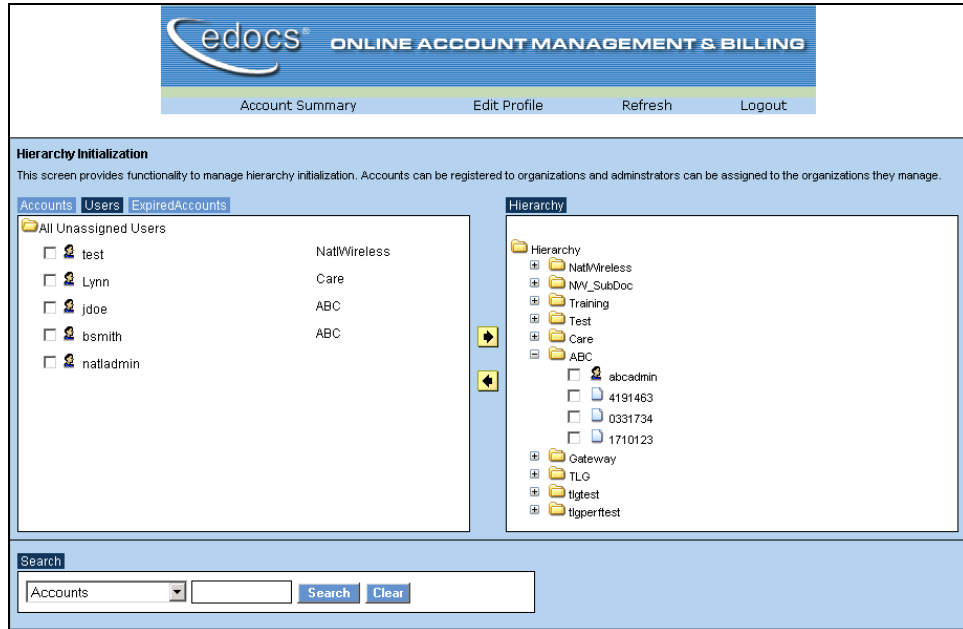 edocs® ONLINE ACCOUNT MANAGEMENT & BILLING
Account Summary Edit Profile Refresh Logout
Hierarchy Initialization
This screen provides functionality to manage hierarchy initialization. Accounts can be registered to organizations and adminstrators can be assigned to the organizations they manage.
Accounts Users ExpiredAccounts
All Unassigned Users
test NatlWireless
Lynn Care
jdoe ABC
bsmith ABC
natladmin
Hierarchy
Hierarchy
NatlWireless
NW_SubDoc
Training
Test
Care
ABC
abcadmin
4191463
0331734
1710123
Gateway
TLG
tlgtest
tlgperftest
Search
Accounts Search Clear